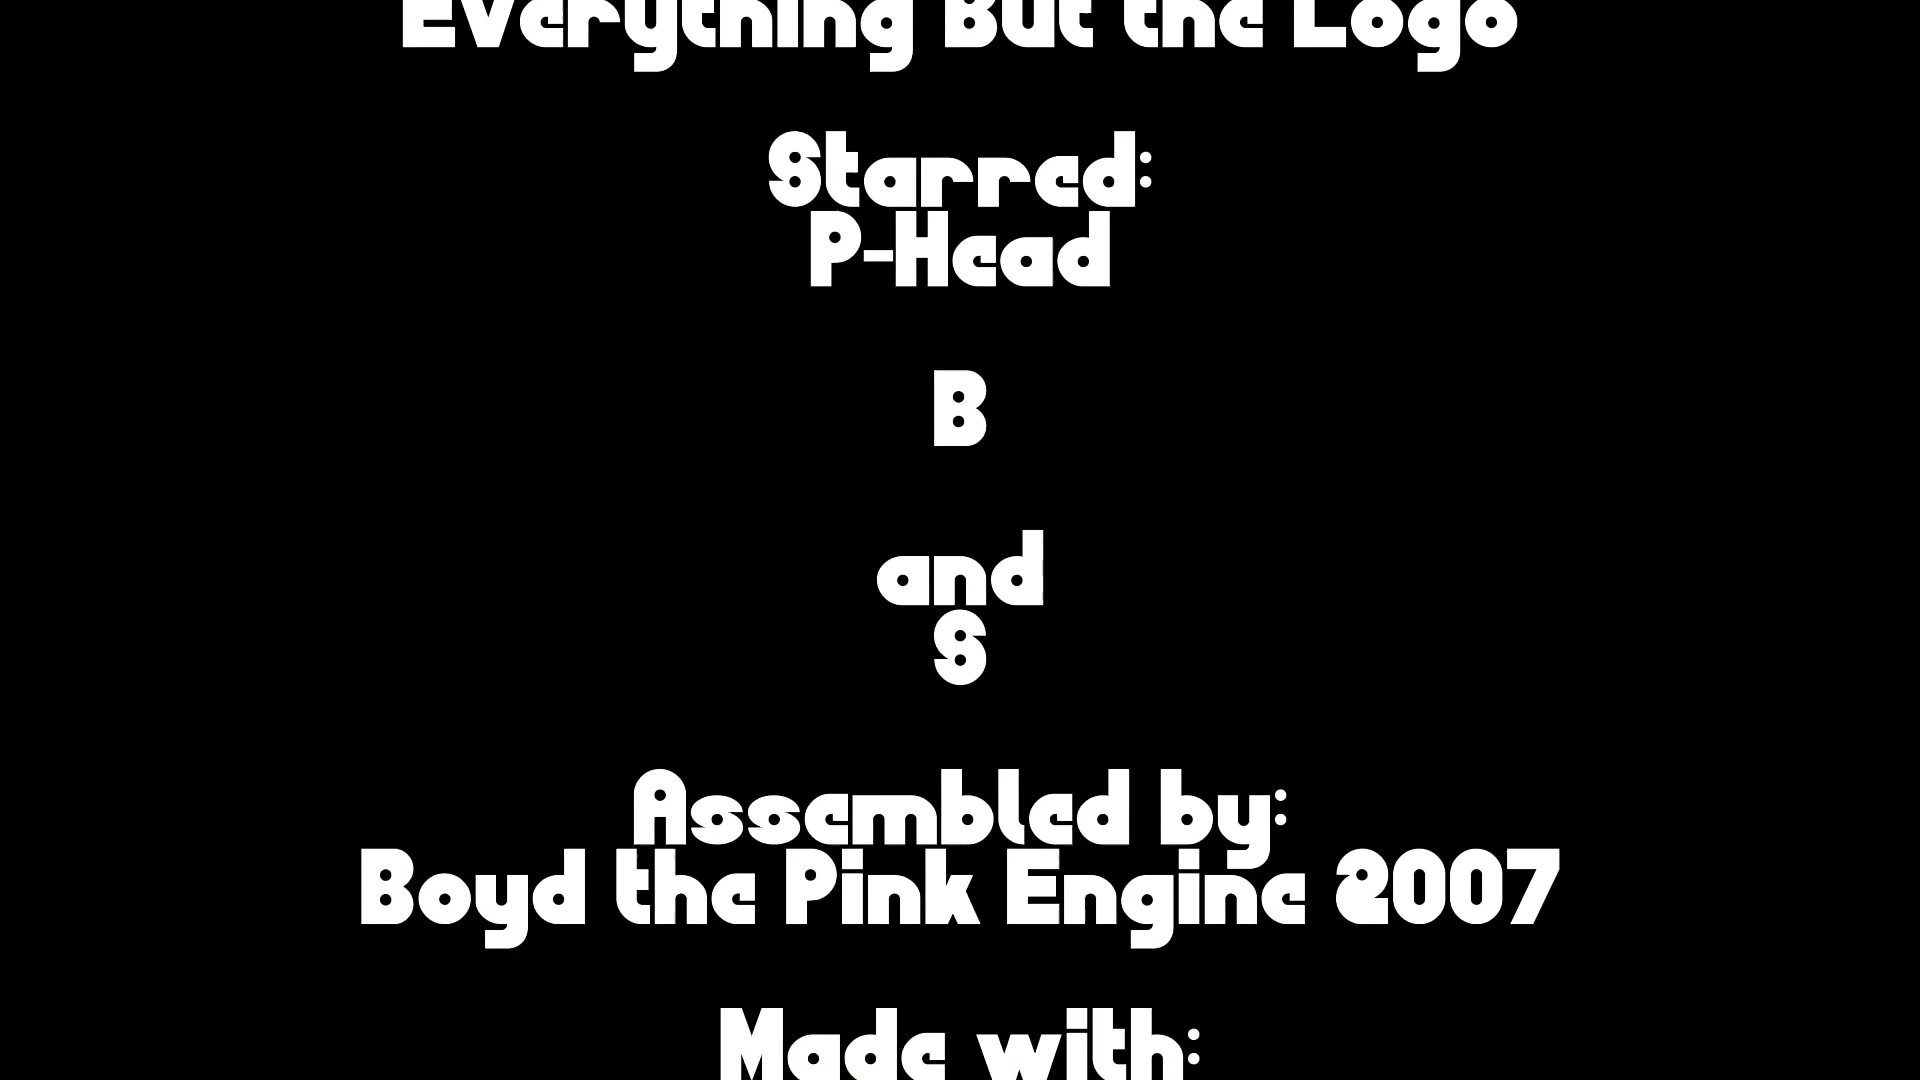 Everything But the Logo
Starred:
P-Head
B
and
S
Assembled by:
Boyd the Pink Engine 2007
Made with: